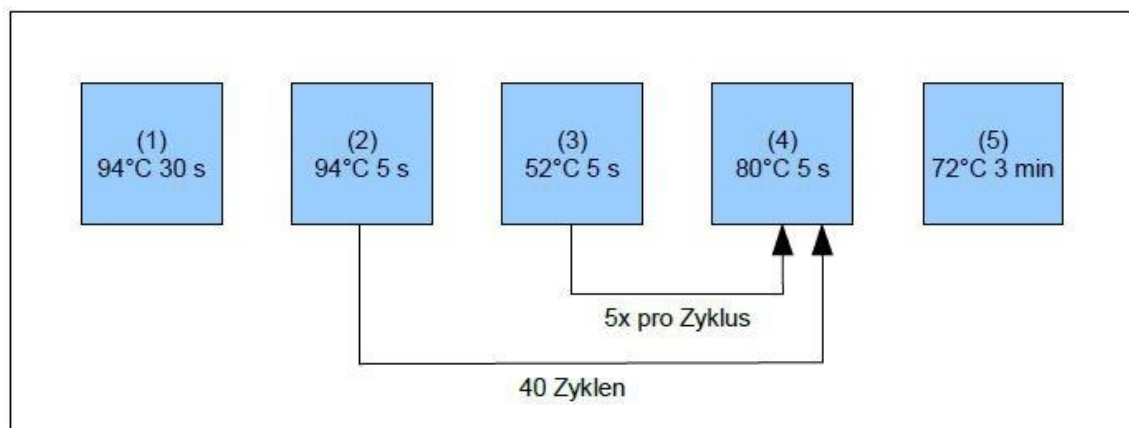 (1)
94°C 30 s
(2)
94°C 5 s
(3)
52°C 5 s
(4)
80°C 5 s
(5)
72°C 3 min
5x pro Zyklus
40 Zyklen